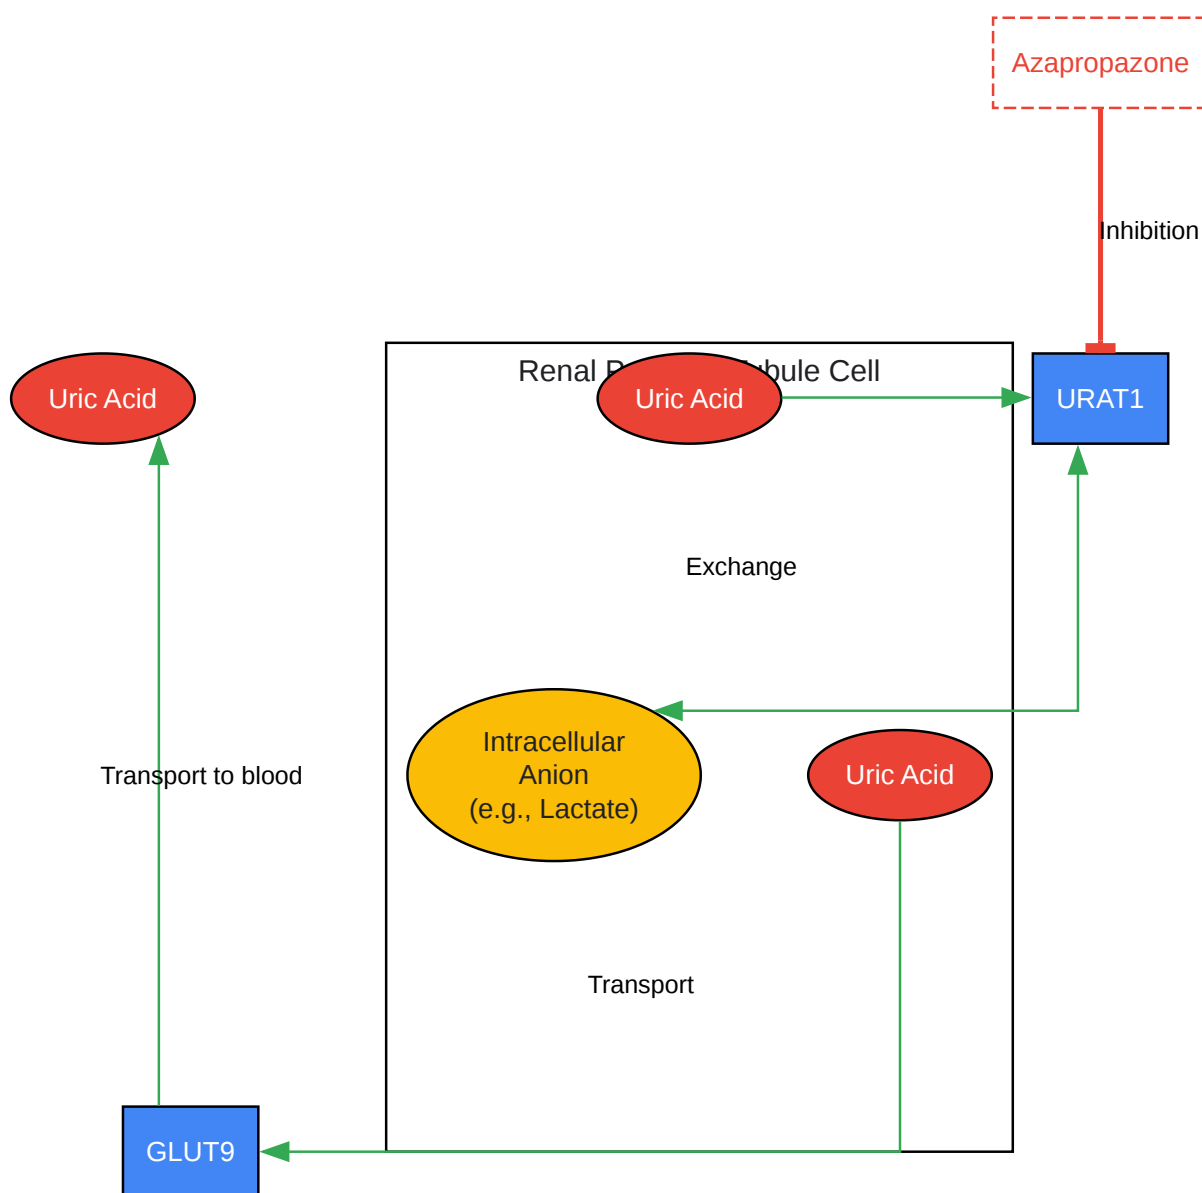 Azapropazone
Inhibition
Renal P
bule Cell
Uric Acid
Uric Acid
URAT1
Exchange
Intracellular
Anion
(e.g., Lactate)
Uric Acid
Transport to blood
Transport
GLUT9